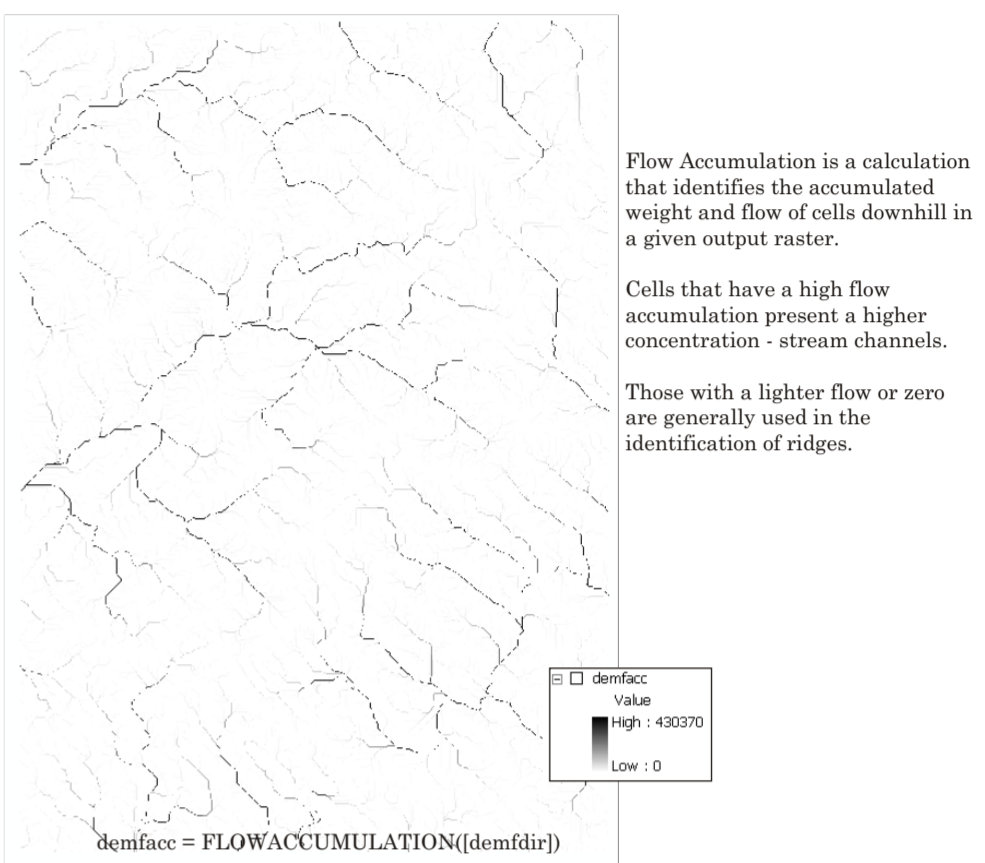 Flow Accumulation is a calculation
that identifies the accumulated
weight and flow of cells downhill in
a given output raster.
Cells that have a high flow
accumulation present a higher
concentration - stream channels.
Those with a lighter flow or zero
are generally used in the
identification of ridges.
demfacc
Value
High : 430370
Low : 0
demfacc = FLOWACCUMULATION([demfdir])